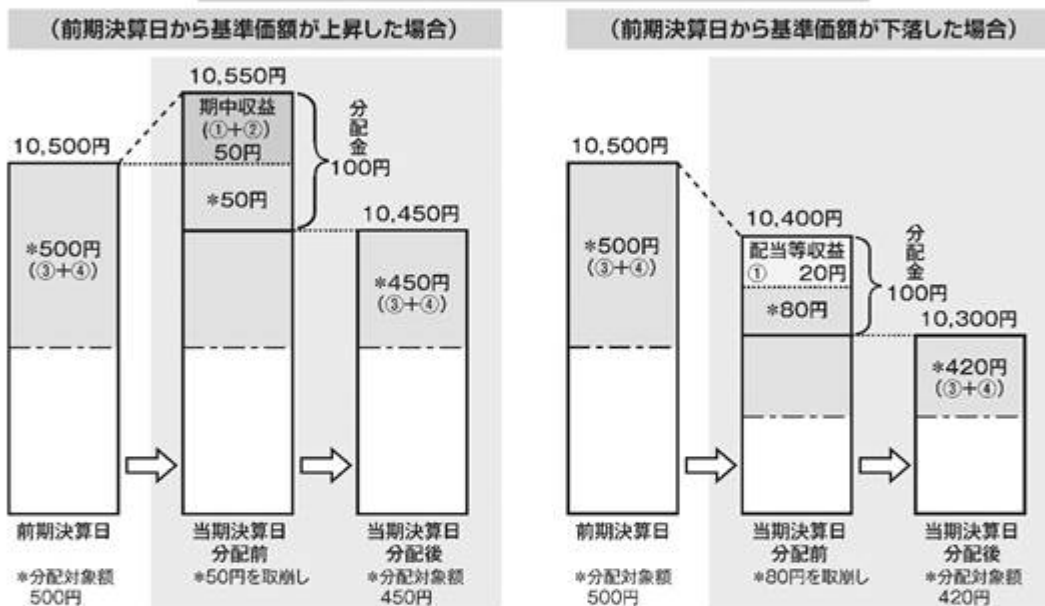 (前期決算日から基準価額が上昇した場合)
10,550円
期中収益
(①+②)
50円
*50円
分配金
100円
10,500円
*500円
(③+④)
10,450円
*450円
(③+④)
前期決算日
*分配対象額
500円
当期決算日
分配前
*50円を取崩し
当期決算日
分配後
*分配対象額
450円
(前期決算日から基準価額が下落した場合)
10,500円
*500円
(③+④)
10,400円
配当等収益
① 20円
*80円
分配金
100円
10,300円
*420円
(③+④)
前期決算日
*分配対象額
500円
当期決算日
分配前
*80円を取崩し
当期決算日
分配後
*分配対象額
420円